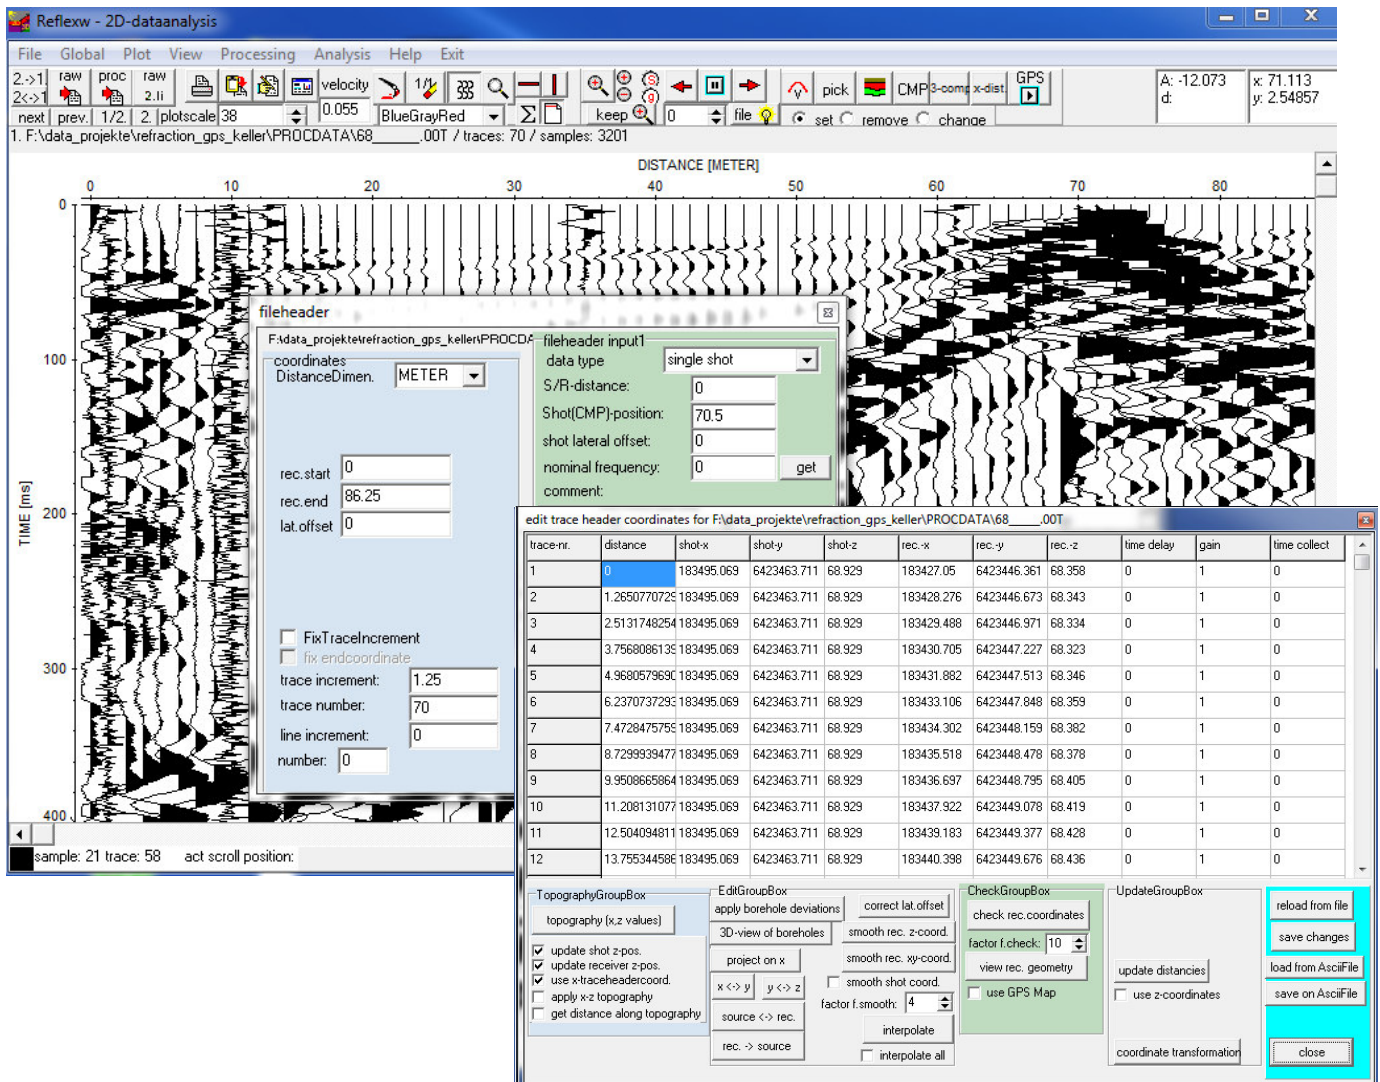 Reflexw - 2D-dataanalysis
File Global Plot View Processing Analysis Help Exit
2.->1 raw proc raw velocity GPS A: -12.073 x: 71.113
2<->1 2.li 1/2 pick CMP 3-comp x-dist. d: y: 2.54857
next prev. 1/2. 2. plotscale 38 0.055 BlueGrayRed Σ keep 0 file set remove change
1. F:\data_projekte\refraction_gps_keller\PROCDATA\68______.00T / traces: 70 / samples: 3201
DISTANCE [METER]
0 10 20 30 40 50 60 70 80
TIME [ms]
0
100
200
300
400
sample: 21 trace: 58 act scroll position:
fileheader
F:\data_projekte\refraction_gps_keller\PROCDA
coordinates
DistanceDimen. METER
rec.start 0
rec.end 86.25
lat.offset 0
FixTraceIncrement
fix endcoordinate
trace increment: 1.25
trace number: 70
line increment: 0
number: 0
fileheader input1
data type single shot
S/R-distance: 0
Shot(CMP)-position: 70.5
shot lateral offset: 0
nominal frequency: 0 get
comment:
edit trace header coordinates for F:\data_projekte\refraction_gps_keller\PROCDATA\68_____.00T
trace-nr. distance shot-x shot-y shot-z rec.-x rec.-y rec.-z time delay gain time collect
1 0 183495.069 6423463.711 68.929 183427.05 6423446.361 68.358 0 1 0
2 1.2650770729 183495.069 6423463.711 68.929 183428.276 6423446.673 68.343 0 1 0
3 2.5131748254 183495.069 6423463.711 68.929 183429.488 6423446.971 68.334 0 1 0
4 3.7568086139 183495.069 6423463.711 68.929 183430.705 6423447.227 68.323 0 1 0
5 4.9680579690 183495.069 6423463.711 68.929 183431.882 6423447.513 68.346 0 1 0
6 6.2370737293 183495.069 6423463.711 68.929 183433.106 6423447.848 68.359 0 1 0
7 7.4728475759 183495.069 6423463.711 68.929 183434.302 6423448.159 68.382 0 1 0
8 8.7299939477 183495.069 6423463.711 68.929 183435.518 6423448.478 68.378 0 1 0
9 9.9508665864 183495.069 6423463.711 68.929 183436.697 6423448.795 68.405 0 1 0
10 11.208131077 183495.069 6423463.711 68.929 183437.922 6423449.078 68.419 0 1 0
11 12.504094811 183495.069 6423463.711 68.929 183439.183 6423449.377 68.428 0 1 0
12 13.755344586 183495.069 6423463.711 68.929 183440.398 6423449.676 68.436 0 1 0
TopographyGroupBox
topography (x,z values)
update shot z-pos.
update receiver z-pos.
use x-traceheadercoord.
apply x-z topography
get distance along topography
EditGroupBox
apply borehole deviations correct lat.offset
3D-view of boreholes smooth rec. z-coord.
project on x smooth rec. xy-coord.
x <-> y y <-> z smooth shot coord.
factor f.smooth: 4
source <-> rec. interpolate
rec. -> source interpolate all
CheckGroupBox
check rec.coordinates
factor f.check: 10
view rec. geometry
use GPS Map
UpdateGroupBox
update distancies
use z-coordinates
coordinate transformation
reload from file
save changes
load from AsciiFile
save on AsciiFile
close